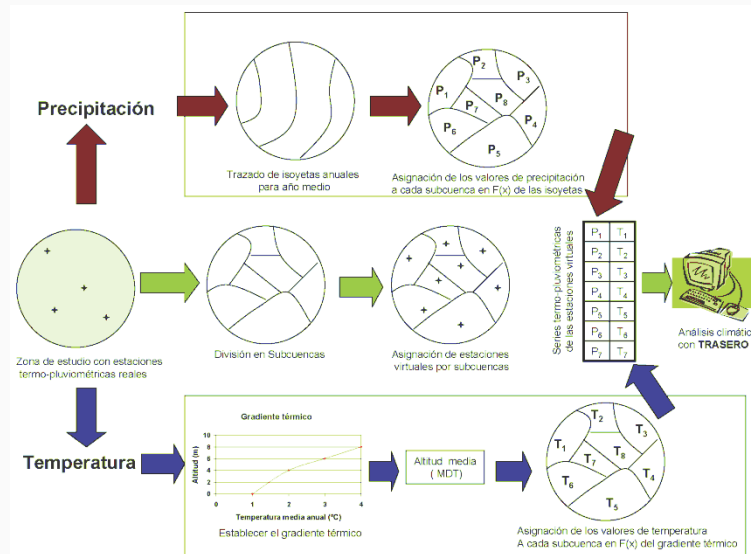 Precipitación
Trazado de isoyetas anuales
para año medio
P1
P2
P3
P4
P5
P6
P7
P8
Asignación de los valores de precipitación
a cada subcuenca en F(x) de las isoyetas
Zona de estudio con estaciones
termo-pluviométricas reales
División en Subcuencas
Asignación de estaciones
virtuales por subcuencas
Series termo-pluviométricas
de las estaciones virtuales
P1 T1
P2 T2
P3 T3
P4 T4
P5 T5
P6 T6
P7 T7
Análisis climático
con TRASERO
Temperatura
Gradiente térmico
Altitud (m)
10
8
6
4
2
0
0 1 2 3 4
Temperatura media anual (ºC)
Establecer el gradiente térmico
Altitud media
( MDT)
T1
T2
T3
T4
T5
T6
T7
T8
Asignación de los valores de temperatura
A cada subcuenca en F(x) del gradiente térmico